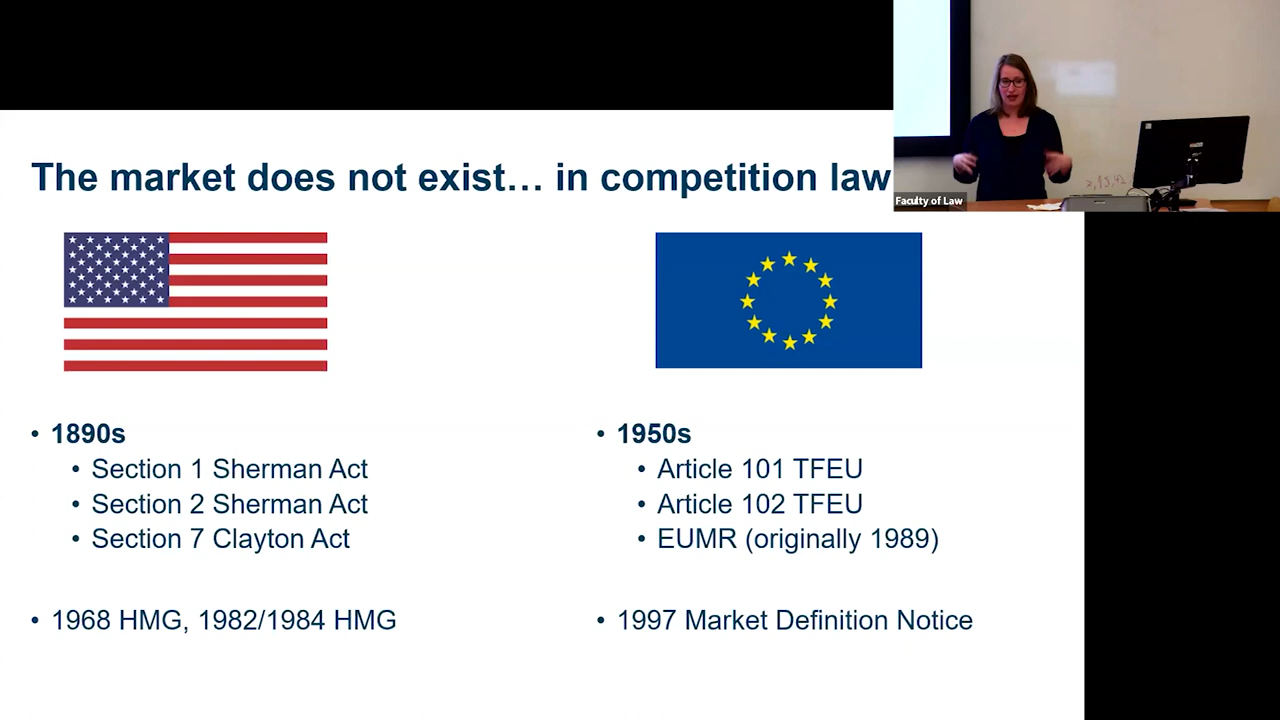 The market does not exist… in competition law
Faculty of Law
• 1890s
• Section 1 Sherman Act
• Section 2 Sherman Act
• Section 7 Clayton Act
• 1968 HMG, 1982/1984 HMG
• 1950s
• Article 101 TFEU
• Article 102 TFEU
• EUMR (originally 1989)
• 1997 Market Definition Notice